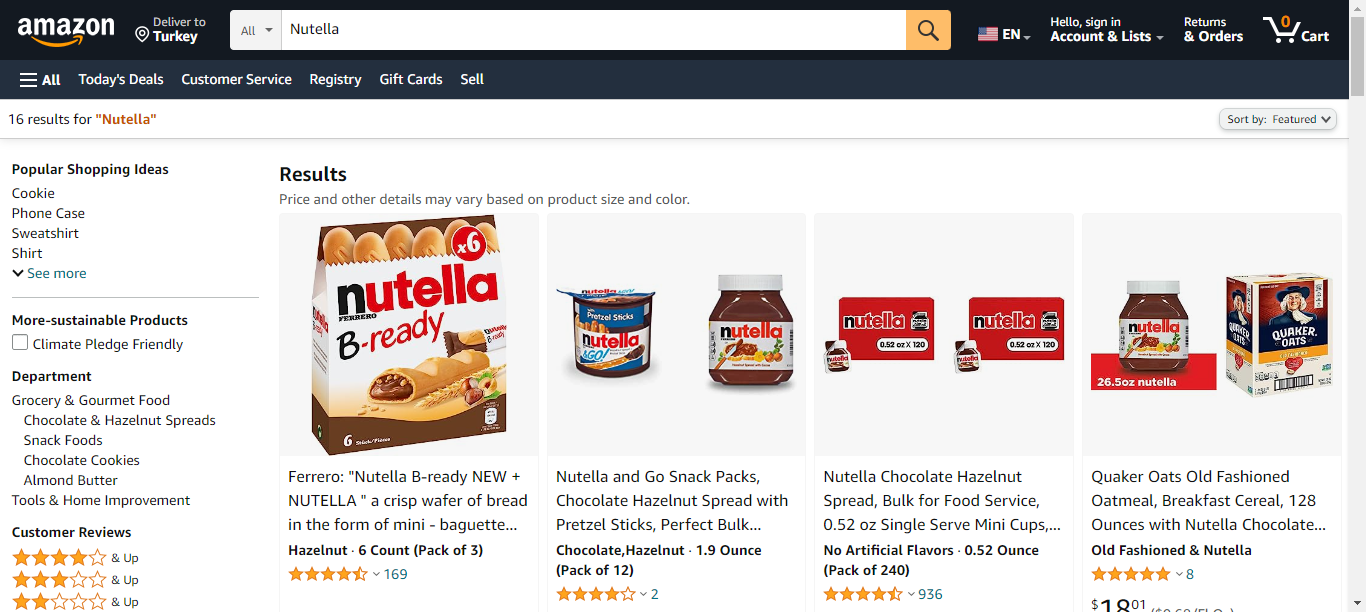 amazon
Deliver to
Turkey
All
Nutella
EN
Hello, sign in
Account & Lists
Returns
& Orders
0
Cart
All
Today's Deals
Customer Service
Registry
Gift Cards
Sell
16 results for "Nutella"
Sort by: Featured
Popular Shopping Ideas
Cookie
Phone Case
Sweatshirt
Shirt
See more
More-sustainable Products
Climate Pledge Friendly
Department
Grocery & Gourmet Food
Chocolate & Hazelnut Spreads
Snack Foods
Chocolate Cookies
Almond Butter
Tools & Home Improvement
Customer Reviews
& Up
& Up
& Up
Results
Price and other details may vary based on product size and color.
x6
nutella
FERRERO
B-ready
6 Stück/Pieces
Ferrero: "Nutella B-ready NEW +
NUTELLA " a crisp wafer of bread
in the form of mini - baguette...
Hazelnut · 6 Count (Pack of 3)
169
nutella
Pretzel Sticks
nutella
&GO!
nutella
Nutella and Go Snack Packs,
Chocolate Hazelnut Spread with
Pretzel Sticks, Perfect Bulk...
Chocolate,Hazelnut · 1.9 Ounce
(Pack of 12)
2
nutella
0.52 oz X 120
nutella
nutella
0.52 oz X 120
nutella
Nutella Chocolate Hazelnut
Spread, Bulk for Food Service,
0.52 oz Single Serve Mini Cups,...
No Artificial Flavors · 0.52 Ounce
(Pack of 240)
936
nutella
26.5oz nutella
QUAKER
OATS
QUAKER
OATS
Quaker Oats Old Fashioned
Oatmeal, Breakfast Cereal, 128
Ounces with Nutella Chocolate...
Old Fashioned & Nutella
8
$1801